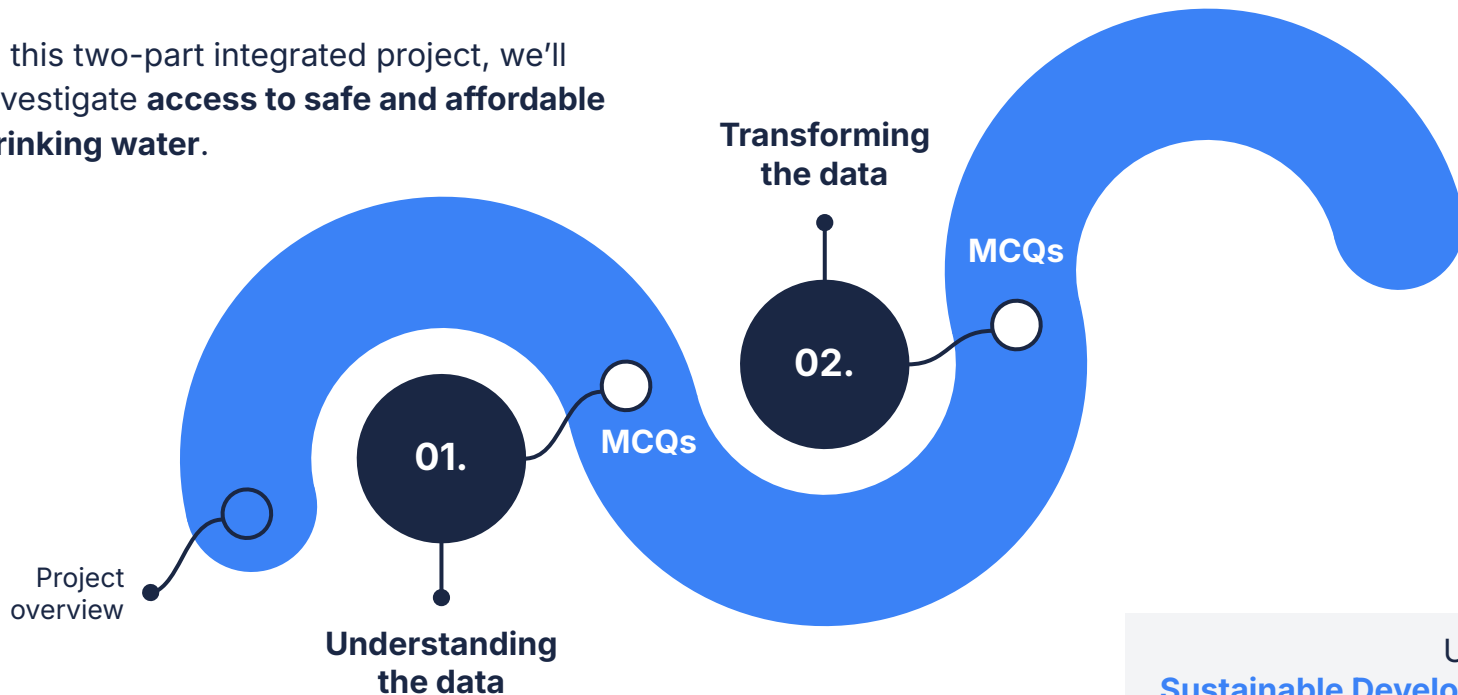 this two-part integrated project, we’ll
vestigate access to safe and affordable
rinking water.
Transforming
the data
MCQs
02.
01.
MCQs
Project
overview
Understanding
the data
U
Sustainable Develo